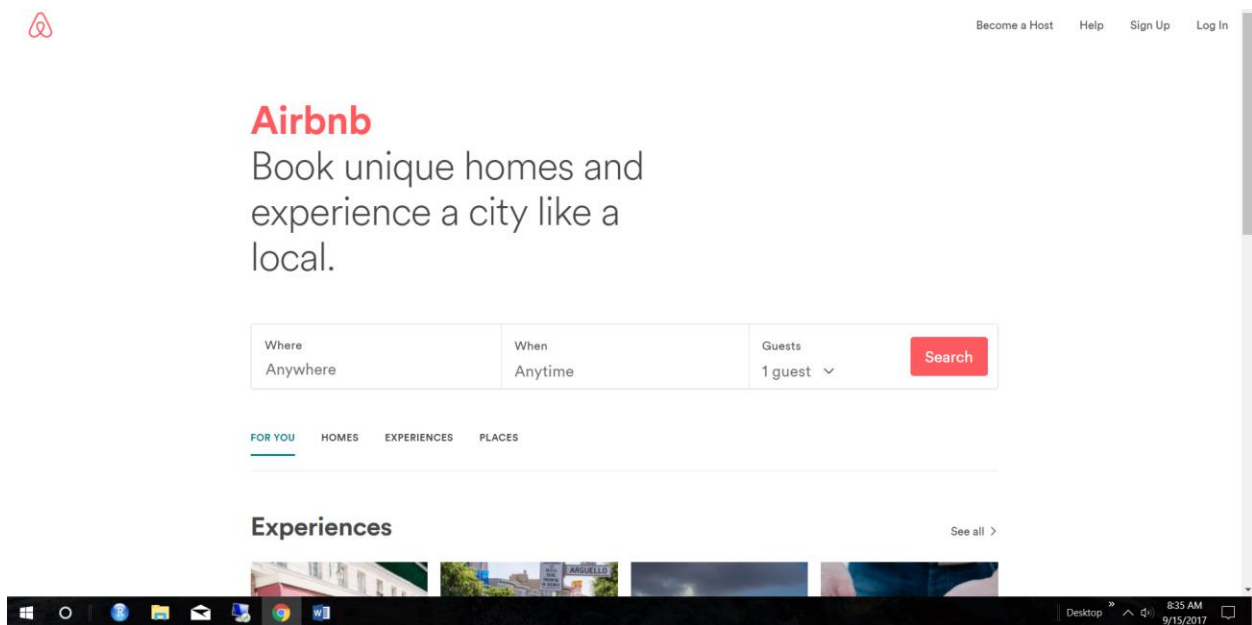 Become a Host Help Sign Up Log In
Airbnb
Book unique homes and
experience a city like a
local.
Where When Guests
Anywhere Anytime 1 guest
Search
FOR YOU HOMES EXPERIENCES PLACES
Experiences
See all >
ARGUELLO
Desktop
8:35 AM
9/15/2017